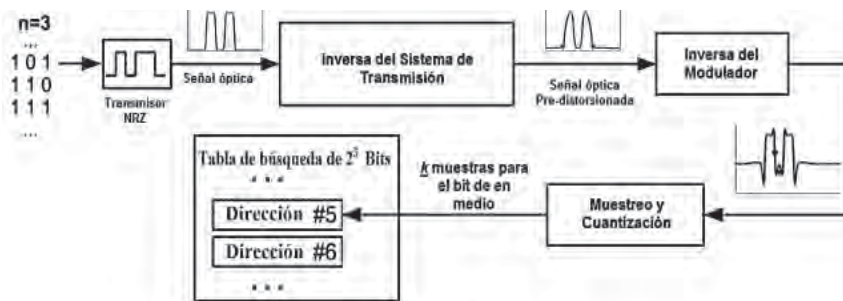 n=3
...
1 0 1
1 1 0
1 1 1
...
Transmisor
NRZ
Señal óptica
Inversa del Sistema de
Transmisión
Señal óptica
Pre-distorsionada
Inversa del
Modulador
Tabla de búsqueda de 2³ Bits
...
Dirección #5
Dirección #6
...
k muestras para
el bit de en
medio
Muestreo y
Cuantización